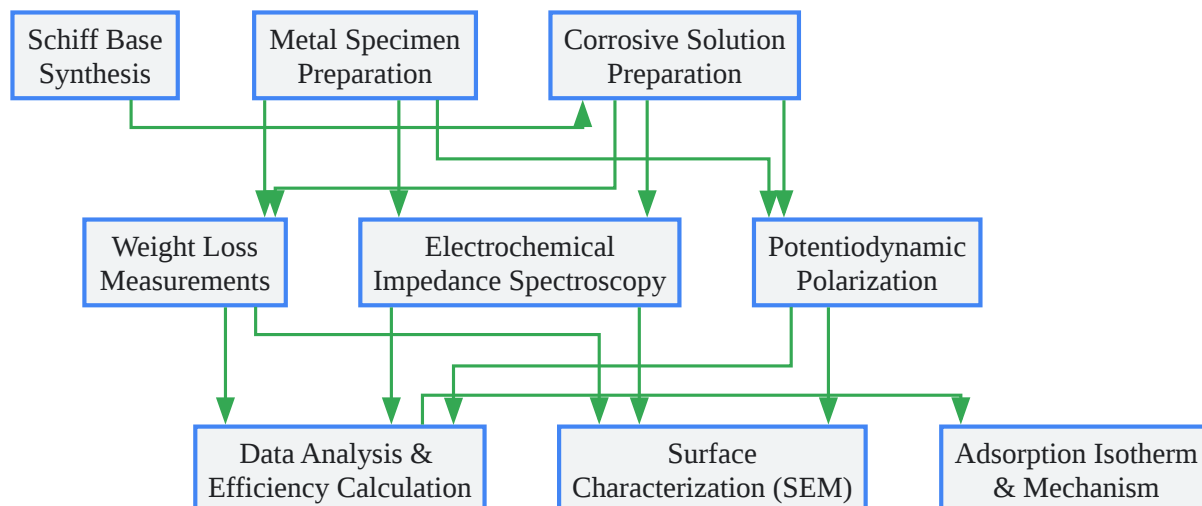 Schiff Base
Synthesis
Metal Specimen
Preparation
Corrosive Solution
Preparation
Weight Loss
Measurements
Electrochemical
Impedance Spectroscopy
Potentiodynamic
Polarization
Data Analysis &
Efficiency Calculation
Surface
Characterization (SEM)
Adsorption Isotherm
& Mechanism